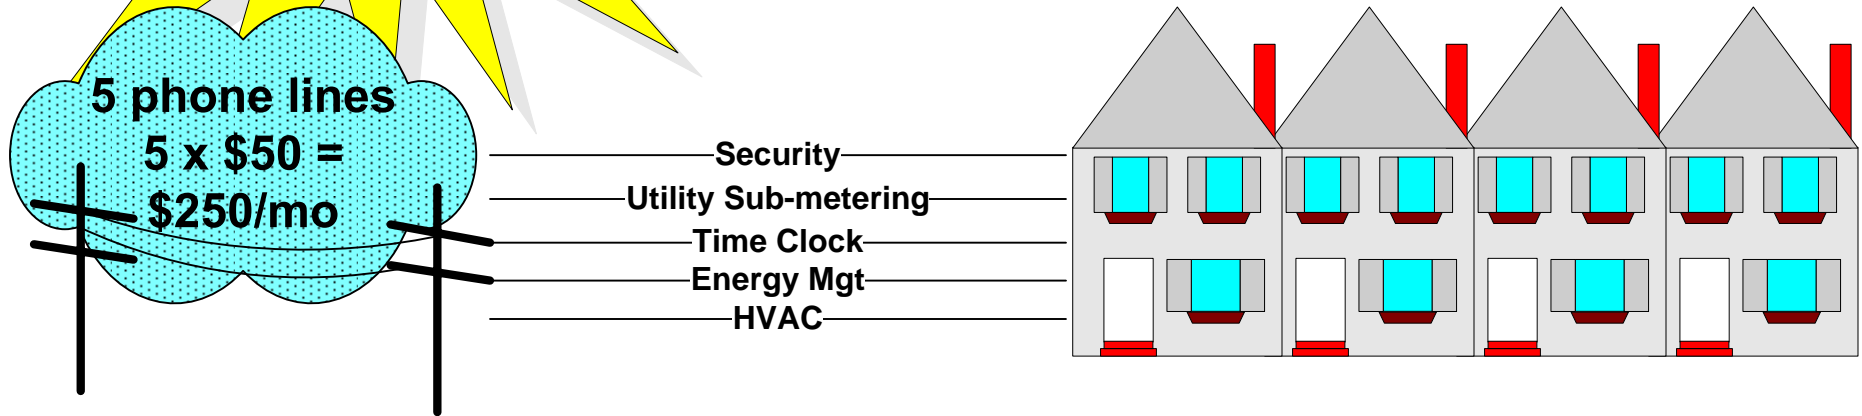 5 phone lines
5 x $50 =
$250/mo
Security
Utility Sub-metering
Time Clock
Energy Mgt
HVAC